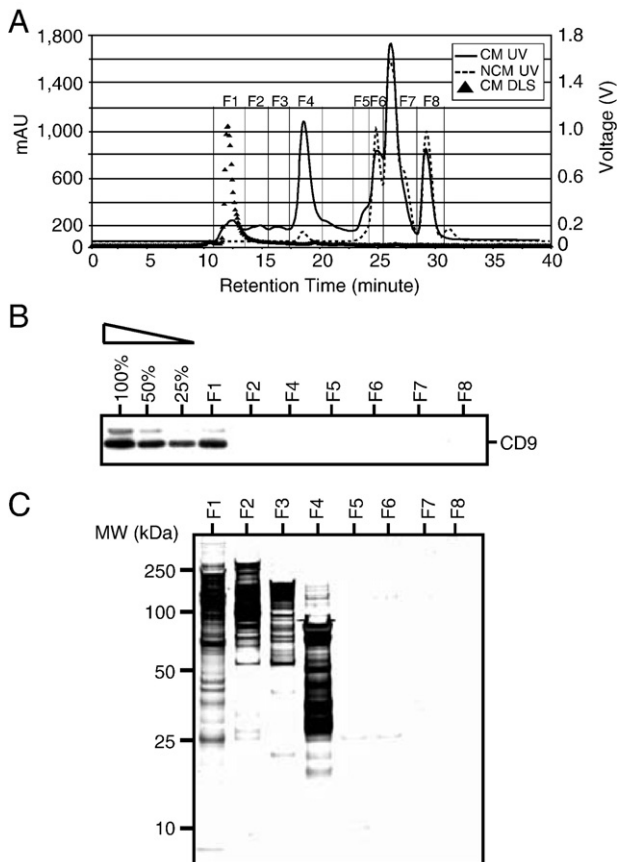 A
1,800
1,400
mAU
1,000
600
200
0
F1 F2 F3 F4 F5 F6 F7 F8
CM UV
NCM UV
CM DLS
1.8
1.4
1.0
0.6
0.2
0
Voltage (V)
0 5 10 15 20 25 30 35 40
Retention Time (minute)
B
100% 50% 25% F1 F2 F4 F5 F6 F7 F8
CD9
C
MW (kDa)
F1 F2 F3 F4 F5 F6 F7 F8
250
100
50
25
10